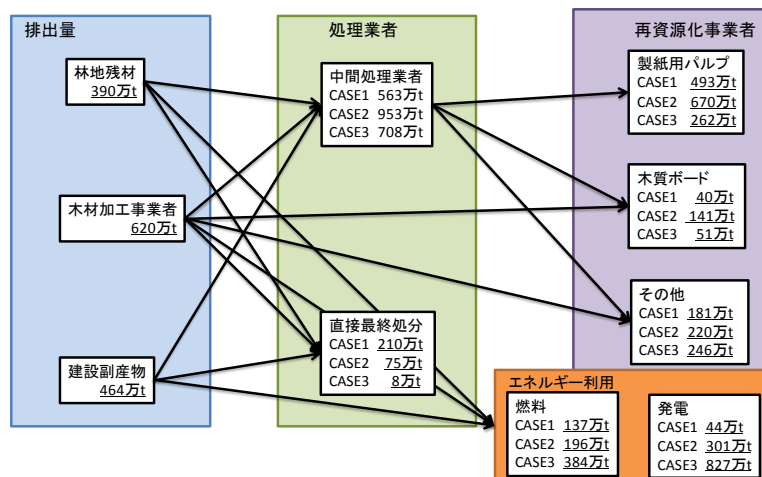 排出量
林地残材
390万t
木材加工事業者
620万t
建設副産物
464万t
処理業者
中間処理業者
CASE1 563万t
CASE2 953万t
CASE3 708万t
直接最終処分
CASE1 210万t
CASE2 75万t
CASE3 8万t
再資源化事業者
製紙用パルプ
CASE1 493万t
CASE2 670万t
CASE3 262万t
木質ボード
CASE1 40万t
CASE2 141万t
CASE3 51万t
その他
CASE1 181万t
CASE2 220万t
CASE3 246万t
エネルギー利用
燃料
CASE1 137万t
CASE2 196万t
CASE3 384万t
発電
CASE1 44万t
CASE2 301万t
CASE3 827万t